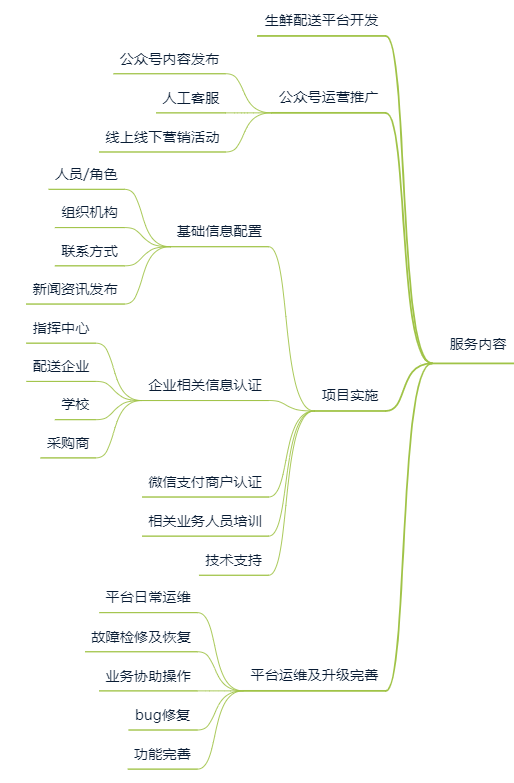 生鲜配送平台开发
公众号内容发布
公众号运营推广
人工客服
线上线下营销活动
人员/角色
组织机构
基础信息配置
联系方式
新闻资讯发布
指挥中心
服务内容
配送企业
企业相关信息认证
项目实施
学校
采购商
微信支付商户认证
相关业务人员培训
技术支持
平台日常运维
故障检修及恢复
业务协助操作
平台运维及升级完善
bug修复
功能完善